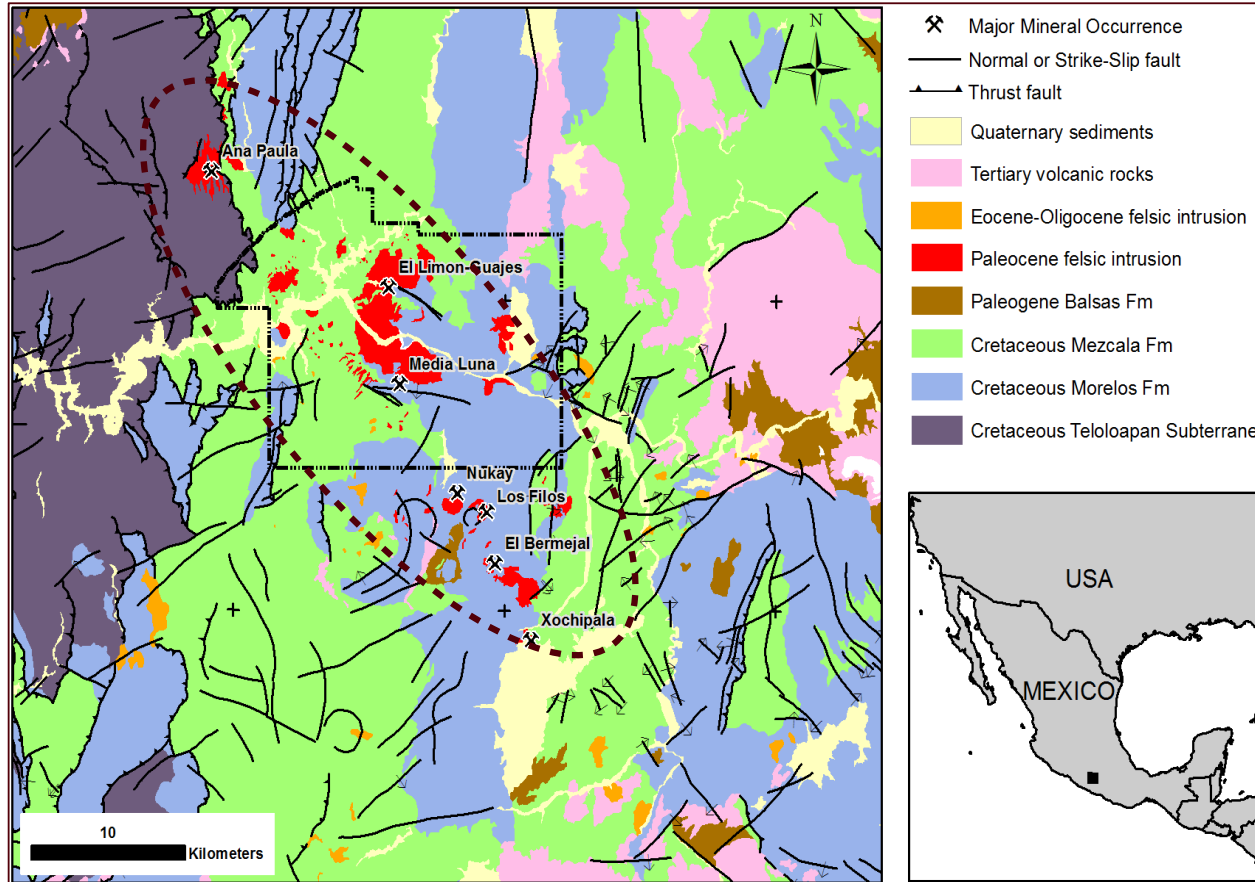 N
Ana Paula
El Limon-Guajes
Media Luna
Nukay
Los Filos
El Bermejal
Xochipala
10
Kilometers
Major Mineral Occurrence
Normal or Strike-Slip fault
Thrust fault
Quaternary sediments
Tertiary volcanic rocks
Eocene-Oligocene felsic intrusion
Paleocene felsic intrusion
Paleogene Balsas Fm
Cretaceous Mezcala Fm
Cretaceous Morelos Fm
Cretaceous Teloloapan Subterrane
USA
MEXICO